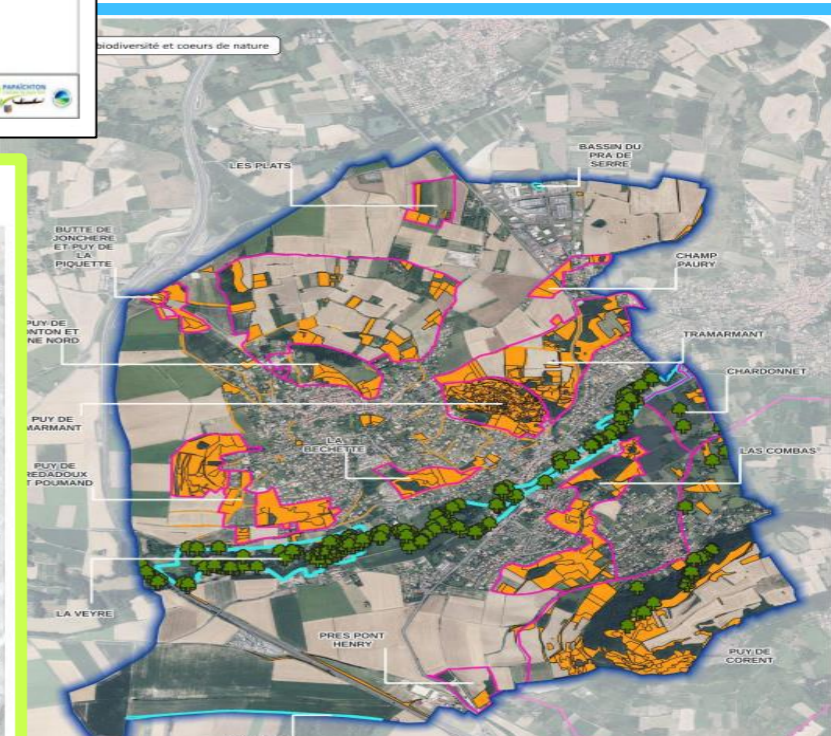 PAPAÏCHTON
biodiversité et coeurs de nature
BASSIN DU
PRA DE
SERRE
LES PLATS
BUTTE DE
JONCHERE
ET PUY DE
LA
PIQUETTE
CHAMP
PAURY
PUY DE
NE NORD
TRAMARMANT
CHARDONNET
PUY DE
MARMANT
LA
BECHETTE
LAS COMBAS
PUY DE
REDADOUX
T POUMAND
LA VEYRE
PRES PONT
HENRY
PUY DE
CORENT